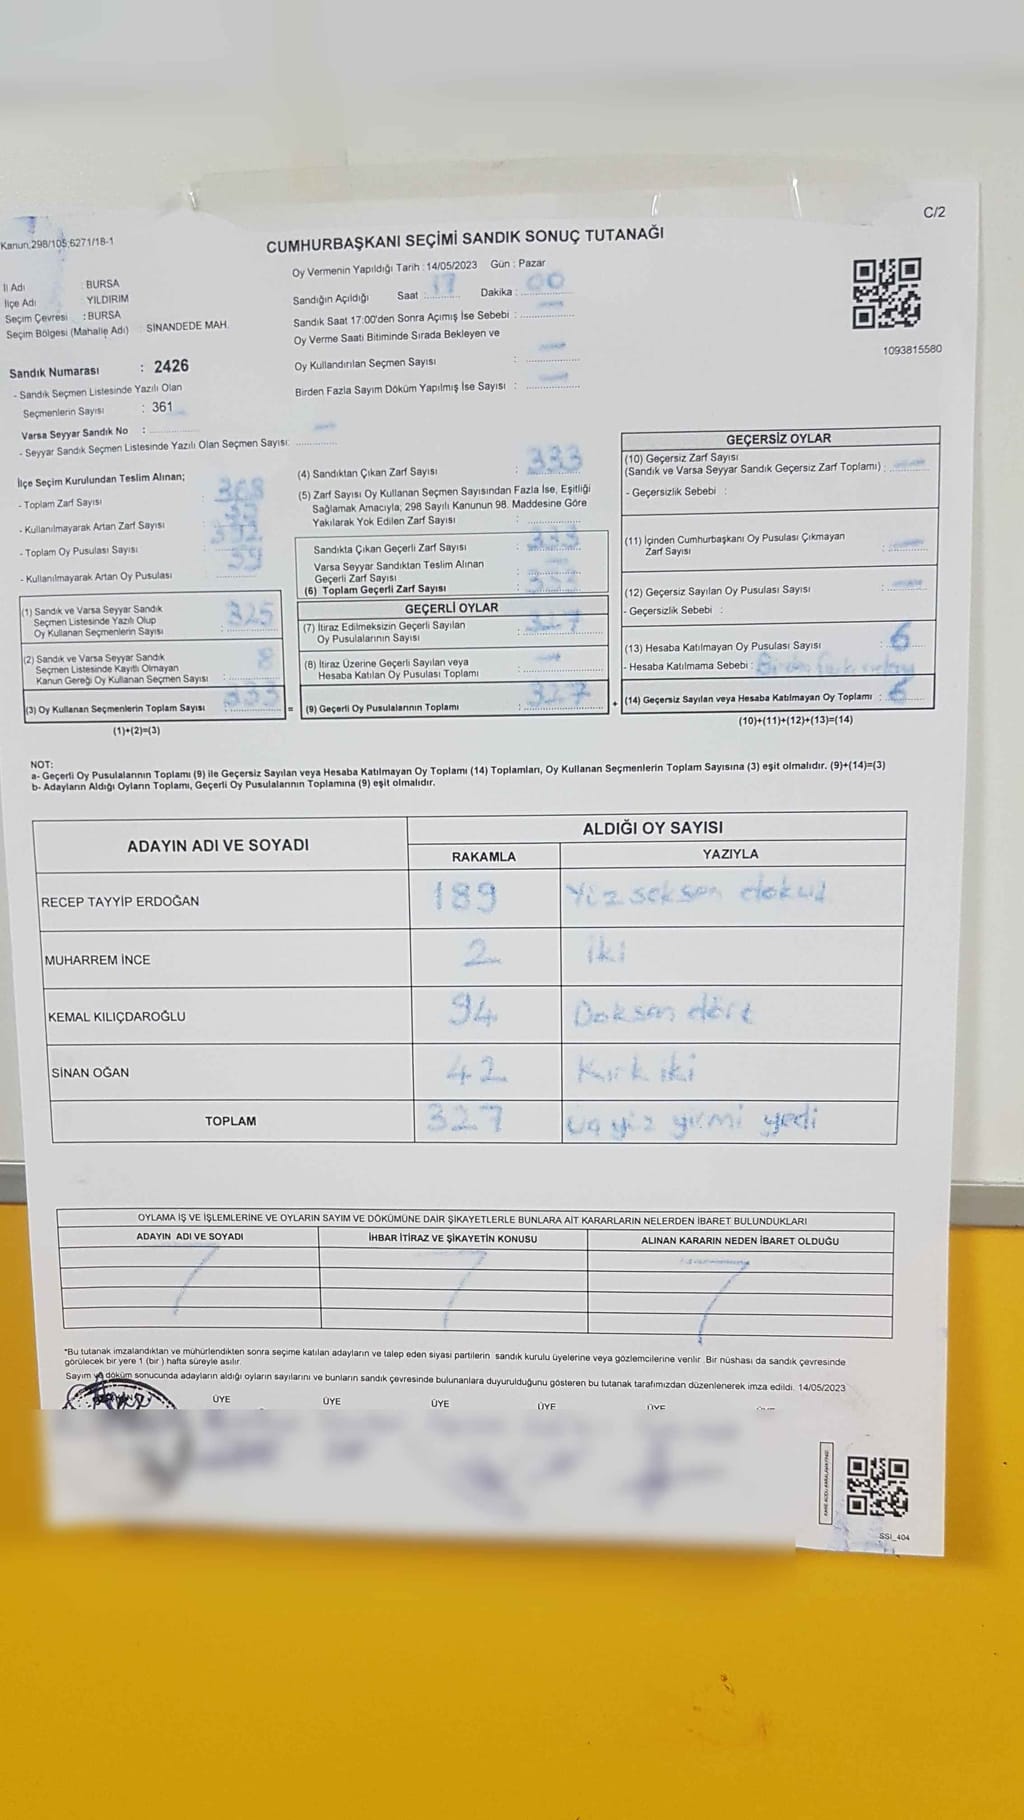 C/2
Kanun;298/105;6271/18-1
CUMHURBAŞKANI SEÇİMİ SANDIK SONUÇ TUTANAĞI
İl Adı : BURSA
İlçe Adı YILDIRIM
Seçim Çevresi : BURSA
Seçim Bölgesi (Mahalle Adı) : SİNANDEDE MAH.
Oy Vermenin Yapıldığı Tarih : 14/05/2023 Gün : Pazar
Sandığın Açıldığı Saat : 17 Dakika : 00
Sandık Saat 17:00'den Sonra Açımış İse Sebebi :
Oy Verme Saati Bitiminde Sırada Bekleyen ve
Oy Kullandırılan Seçmen Sayısı :
Birden Fazla Sayım Döküm Yapılmış İse Sayısı :
1093815580
Sandık Numarası : 2426
- Sandık Seçmen Listesinde Yazılı Olan
Seçmenlerin Sayısı : 361
Varsa Seyyar Sandık No :
- Seyyar Sandık Seçmen Listesinde Yazılı Olan Seçmen Sayısı:
İlçe Seçim Kurulundan Teslim Alınan;
- Toplam Zarf Sayısı : 368
- Kullanılmayarak Artan Zarf Sayısı
- Toplam Oy Pusulası Sayısı :
- Kullanılmayarak Artan Oy Pusulası :
(1) Sandık ve Varsa Seyyar Sandık
Seçmen Listesinde Yazılı Olup
Oy Kullanan Seçmenlerin Sayısı : 325
(2) Sandık ve Varsa Seyyar Sandık
Seçmen Listesinde Kayıtlı Olmayan
Kanun Gereği Oy Kullanan Seçmen Sayısı : 8
(3) Oy Kullanan Seçmenlerin Toplam Sayısı : 333 =
(1)+(2)=(3)
(4) Sandıktan Çıkan Zarf Sayısı : 333
(5) Zarf Sayısı Oy Kullanan Seçmen Sayısından Fazla İse, Eşitliği
Sağlamak Amacıyla; 298 Sayılı Kanunun 98. Maddesine Göre
Yakılarak Yok Edilen Zarf Sayısı :
Sandıkta Çıkan Geçerli Zarf Sayısı : 333
Varsa Seyyar Sandıktan Teslim Alınan
Geçerli Zarf Sayısı :
(6) Toplam Geçerli Zarf Sayısı : 333
GEÇERLİ OYLAR
(7) İtiraz Edilmeksizin Geçerli Sayılan
Oy Pusulalarının Sayısı : 327
(8) İtiraz Üzerine Geçerli Sayılan veya
Hesaba Katılan Oy Pusulası Toplamı :
(9) Geçerli Oy Pusulalarının Toplamı : 327 +
GEÇERSİZ OYLAR
(10) Geçersiz Zarf Sayısı
(Sandık ve Varsa Seyyar Sandık Geçersiz Zarf Toplamı) :
- Geçersizlik Sebebi :
(11) İçinden Cumhurbaşkanı Oy Pusulası Çıkmayan
Zarf Sayısı :
(12) Geçersiz Sayılan Oy Pusulası Sayısı :
- Geçersizlik Sebebi :
(13) Hesaba Katılmayan Oy Pusulası Sayısı : 6
- Hesaba Katılmama Sebebi :
(14) Geçersiz Sayılan veya Hesaba Katılmayan Oy Toplamı : 6
(10)+(11)+(12)+(13)=(14)
NOT:
a- Geçerli Oy Pusulalarının Toplamı (9) ile Geçersiz Sayılan veya Hesaba Katılmayan Oy Toplamı (14) Toplamları, Oy Kullanan Seçmenlerin Toplam Sayısına (3) eşit olmalıdır. (9)+(14)=(3)
b- Adayların Aldığı Oyların Toplamı, Geçerli Oy Pusulalarının Toplamına (9) eşit olmalıdır.
ADAYIN ADI VE SOYADI ALDIĞI OY SAYISI
RAKAMLA YAZIYLA
RECEP TAYYİP ERDOĞAN 189 Yüz seksen dokuz
MUHARREM İNCE 2 iki
KEMAL KILIÇDAROĞLU 94 Doksan dört
SİNAN OĞAN 42 Kırk iki
TOPLAM 327 üç yüz yirmi yedi
OYLAMA İŞ VE İŞLEMLERİNE VE OYLARIN SAYIM VE DÖKÜMÜNE DAİR ŞİKAYETLERLE BUNLARA AİT KARARLARIN NELERDEN İBARET BULUNDUKLARI
ADAYIN ADI VE SOYADI İHBAR İTİRAZ VE ŞİKAYETİN KONUSU ALINAN KARARIN NEDEN İBARET OLDUĞU
*Bu tutanak imzalandıktan ve mühürlendikten sonra seçime katılan adayların ve talep eden siyasi partilerin sandık kurulu üyelerine veya gözlemcilerine verilir. Bir nüshası da sandık çevresinde
görülecek bir yere 1 (bir) hafta süreyle asılır.
Sayım ve döküm sonucunda adayların aldığı oyların sayılarını ve bunların sandık çevresinde bulunanlara duyurulduğunu gösteren bu tutanak tarafımızdan düzenlenerek imza edildi. 14/05/2023
ÜYE ÜYE ÜYE ÜYE ÜYE
SSI_404